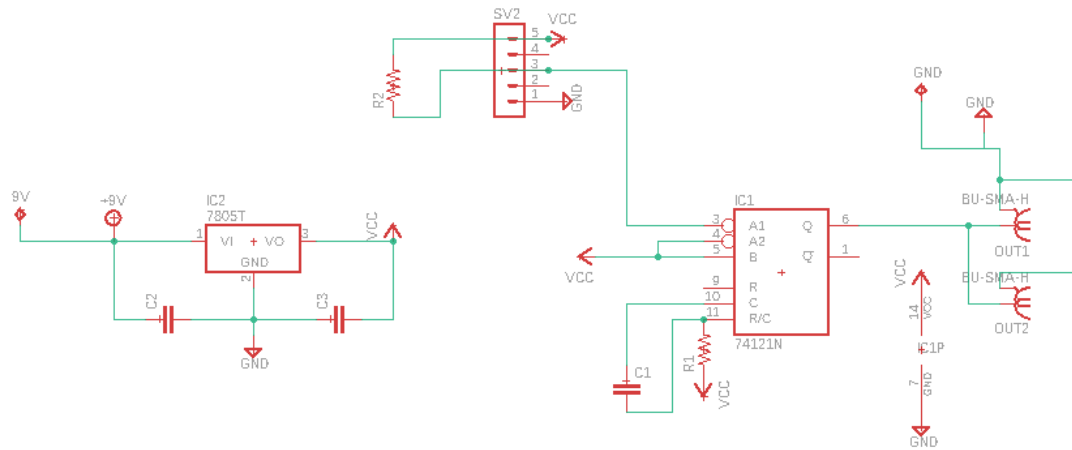 SV2
VCC
5
4
3
2
1
GND
R2
GND
GND
9V
+9V
IC2
7805T
1
VI
VO
3
GND
2
VCC
C2
C3
GND
IC1
3
A1
4
A2
5
B
9
R
10
C
11
R/C
Q
6
Q
1
74121N
VCC
C1
R1
VCC
BU-SMA-H
OUT1
BU-SMA-H
OUT2
VCC
14
VCC
IC1P
7
GND
GND